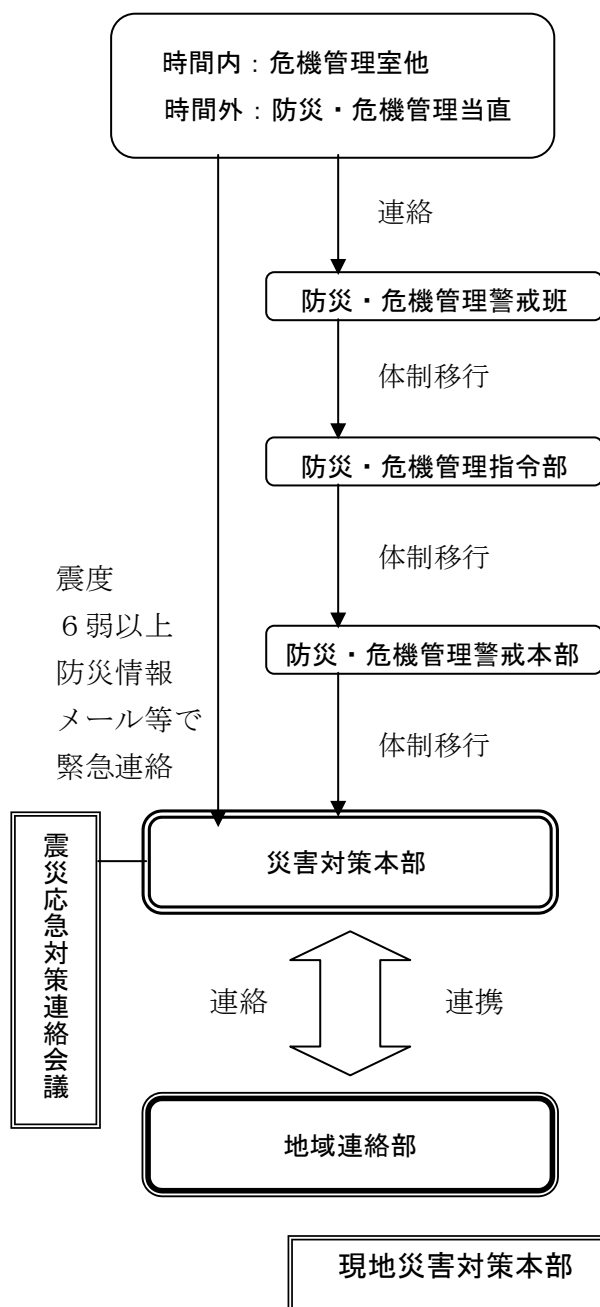 時間内：危機管理室他
時間外：防災・危機管理当直
連絡
防災・危機管理警戒班
体制移行
防災・危機管理指令部
体制移行
震度
６弱以上
防災情報
メール等で
緊急連絡
防災・危機管理警戒本部
体制移行
災害対策本部
震災応急対策連絡会議
連絡
連携
地域連絡部
現地災害対策本部